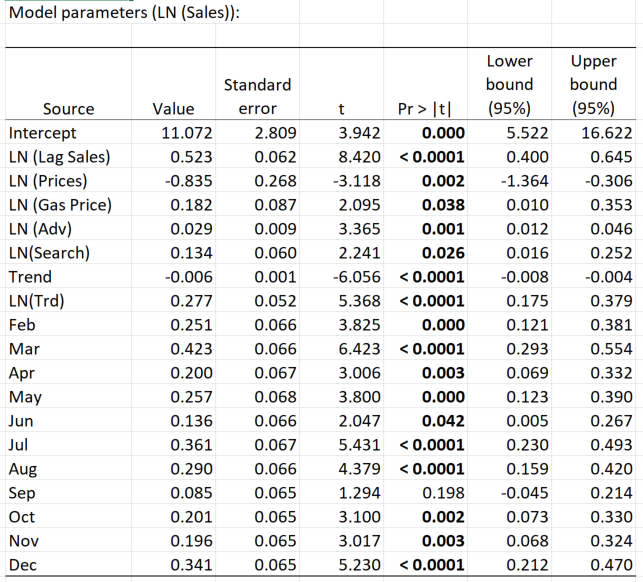 Model parameters (LN (Sales)):
Source Value Standard error t Pr > |t| Lower bound (95%) Upper bound (95%)
Intercept 11.072 2.809 3.942 0.000 5.522 16.622
LN (Lag Sales) 0.523 0.062 8.420 < 0.0001 0.400 0.645
LN (Prices) -0.835 0.268 -3.118 0.002 -1.364 -0.306
LN (Gas Price) 0.182 0.087 2.095 0.038 0.010 0.353
LN (Adv) 0.029 0.009 3.365 0.001 0.012 0.046
LN(Search) 0.134 0.060 2.241 0.026 0.016 0.252
Trend -0.006 0.001 -6.056 < 0.0001 -0.008 -0.004
LN(Trd) 0.277 0.052 5.368 < 0.0001 0.175 0.379
Feb 0.251 0.066 3.825 0.000 0.121 0.381
Mar 0.423 0.066 6.423 < 0.0001 0.293 0.554
Apr 0.200 0.067 3.006 0.003 0.069 0.332
May 0.257 0.068 3.800 0.000 0.123 0.390
Jun 0.136 0.066 2.047 0.042 0.005 0.267
Jul 0.361 0.067 5.431 < 0.0001 0.230 0.493
Aug 0.290 0.066 4.379 < 0.0001 0.159 0.420
Sep 0.085 0.065 1.294 0.198 -0.045 0.214
Oct 0.201 0.065 3.100 0.002 0.073 0.330
Nov 0.196 0.065 3.017 0.003 0.068 0.324
Dec 0.341 0.065 5.230 < 0.0001 0.212 0.470